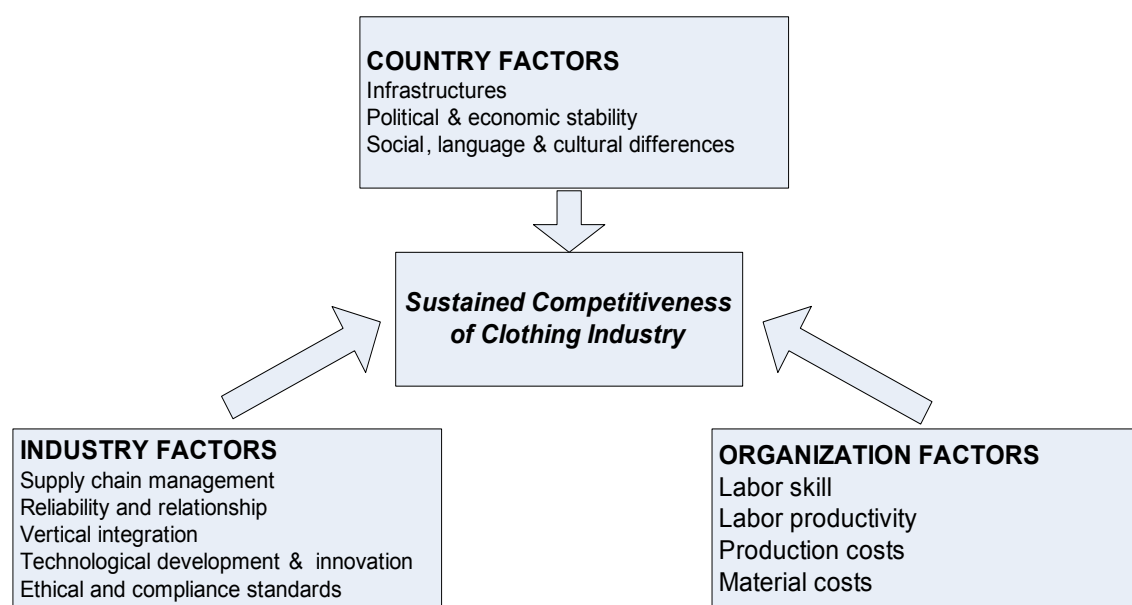 COUNTRY FACTORS
Infrastructures
Political & economic stability
Social, language & cultural differences
Sustained Competitiveness
of Clothing Industry
INDUSTRY FACTORS
Supply chain management
Reliability and relationship
Vertical integration
Technological development & innovation
Ethical and compliance standards
ORGANIZATION FACTORS
Labor skill
Labor productivity
Production costs
Material costs